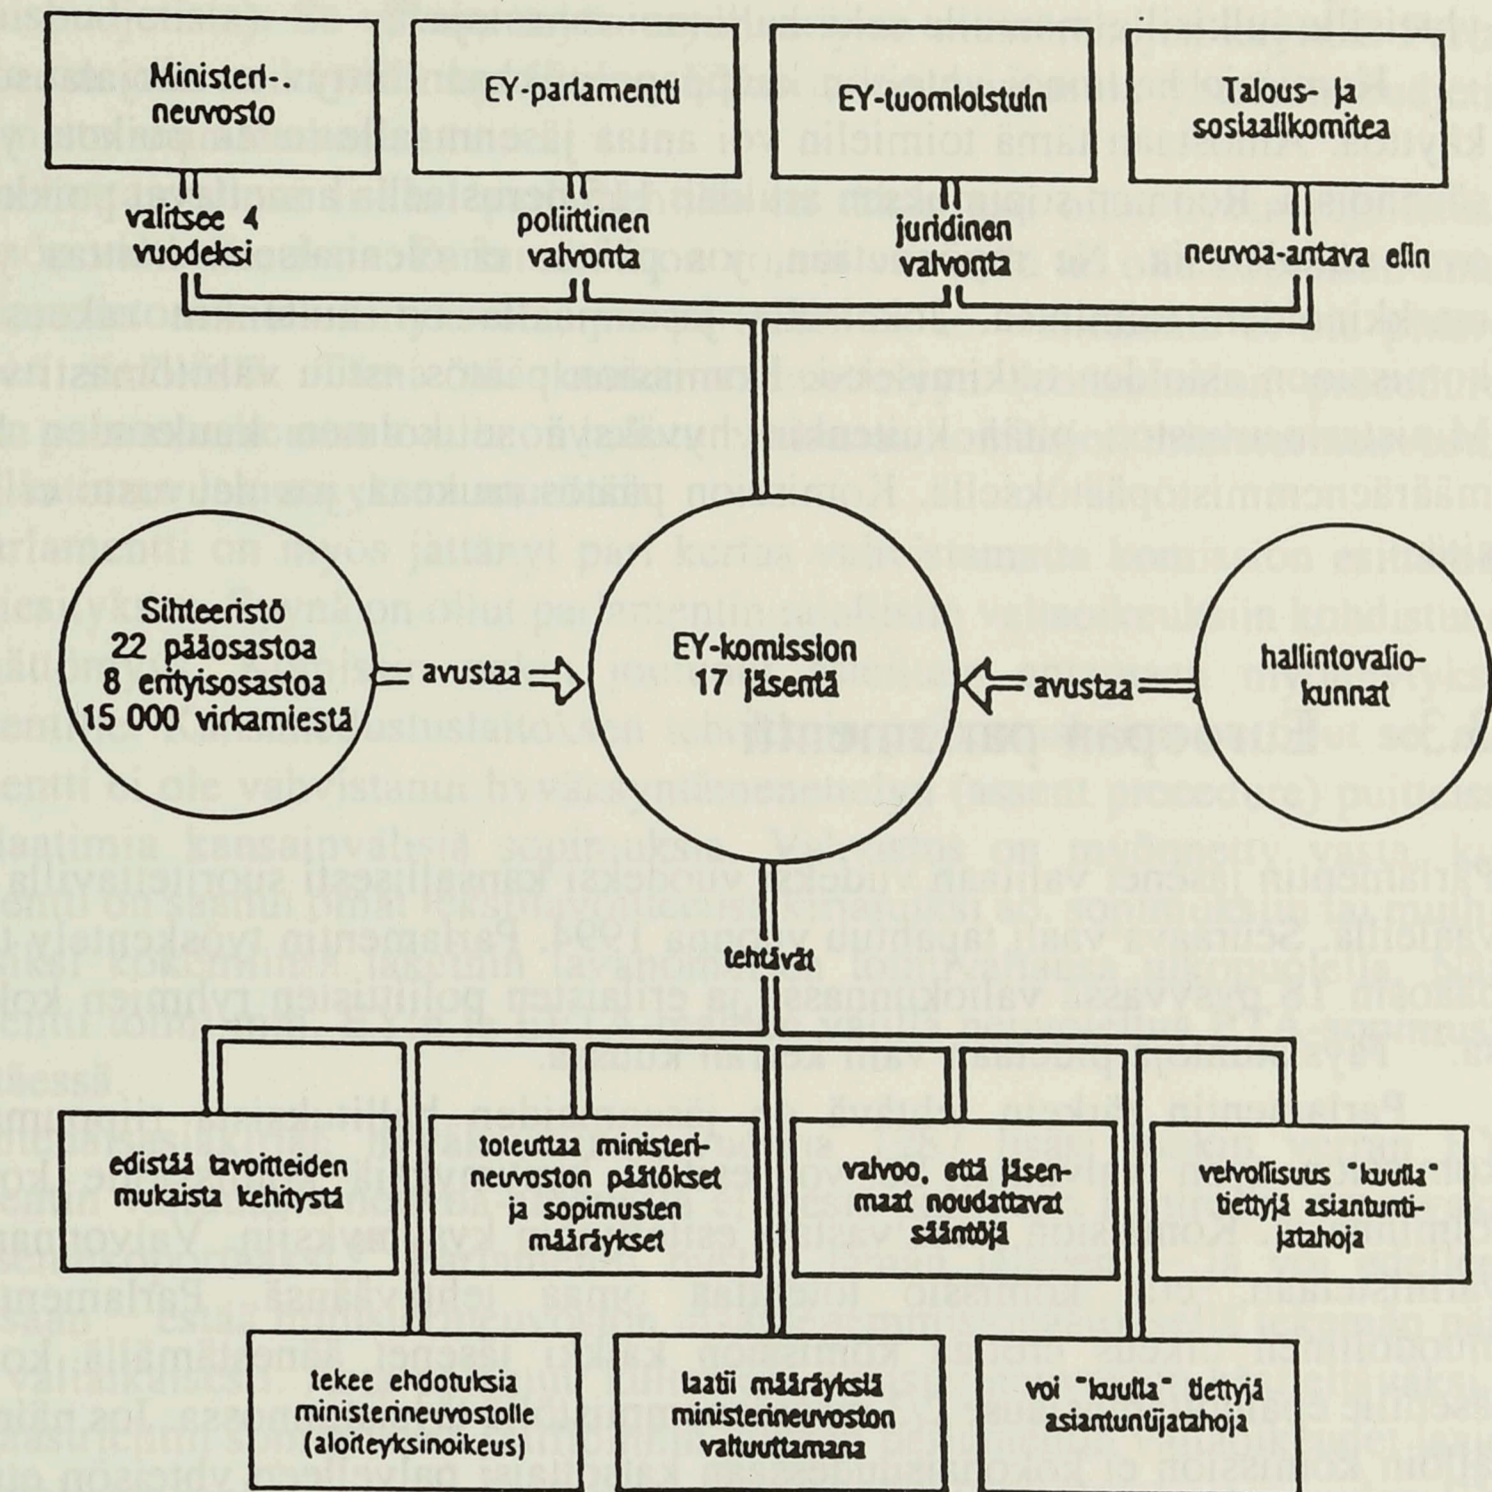 Ministeri-
neuvosto
EY-parlamentti
EY-tuomioistuin
Talous- ja
sosiaalikomitea
valitsee 4
vuodeksi
poliittinen
valvonta
juridinen
valvonta
neuvoa-antava elin
Sihteeristö
22 pääosastoa
8 erityisosastoa
15 000 virkamiestä
avustaa
EY-komission
17 jäsentä
avustaa
hallintovalio-
kunnat
tehtävät
edistää tavoitteiden
mukaista kehitystä
toteuttaa ministeri-
neuvoston päätökset
ja sopimusten
määräykset
valvoo, että jäsen-
maat noudattavat
sääntöjä
velvollisuus "kuulla"
tiettyjä asiantunti-
jatahoja
tekee ehdotuksia
ministerineuvostolle
(aloiteyksinoikeus)
laatii määräyksiä
ministerineuvoston
valtuuttamana
voi "kuulla" tiettyjä
asiantuntijatahoja